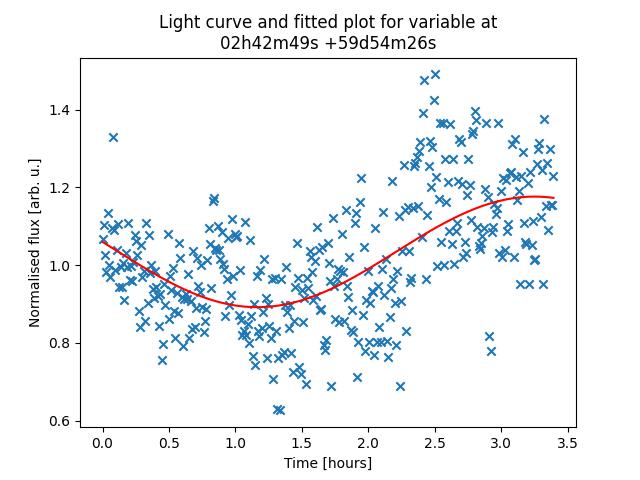 Light curve and fitted plot for variable at
02h42m49s +59d54m26s
Normalised flux [arb. u.]
1.4
1.2
1.0
0.8
0.6
0.0 0.5 1.0 1.5 2.0 2.5 3.0 3.5
Time [hours]